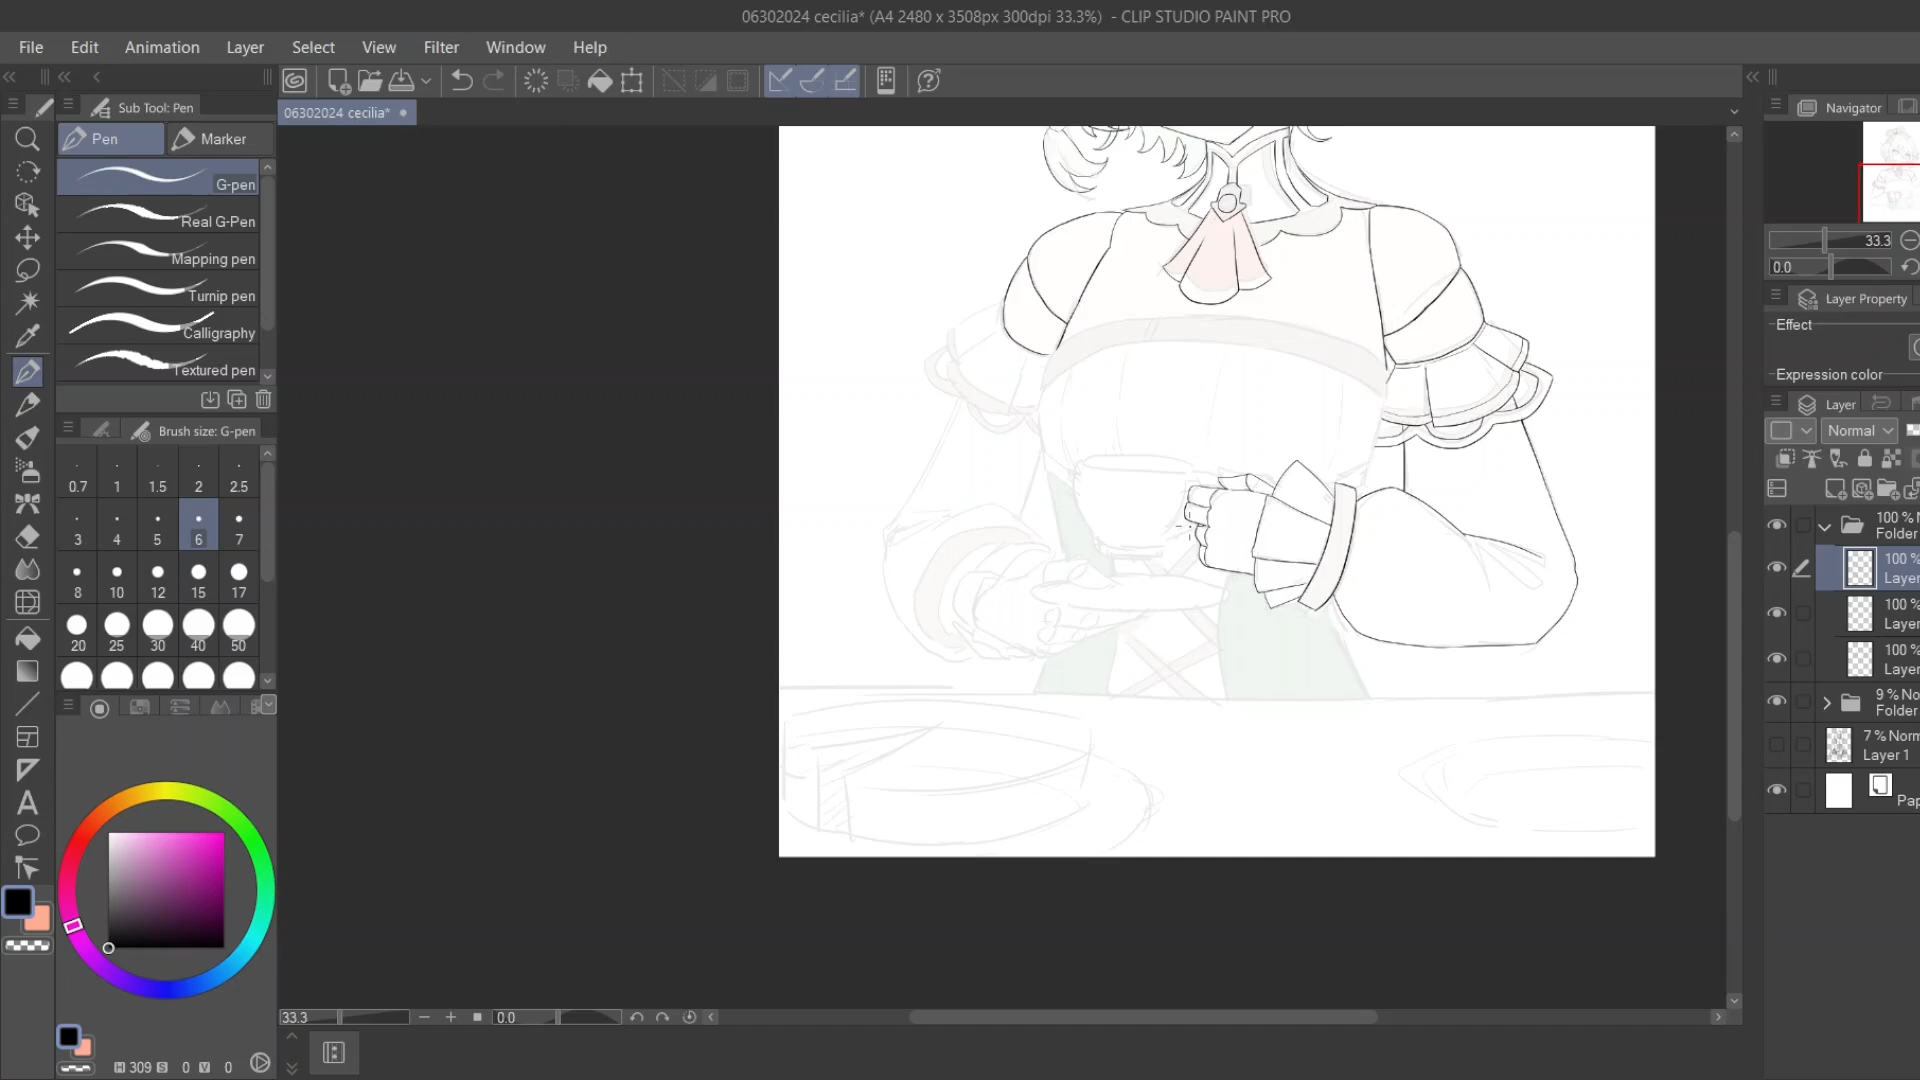 06302024 cecilia* (A4 2480 x 3508px 300dpi 33.3%) - CLIP STUDIO PAINT PRO
File Edit Animation Layer Select View Filter Window Help
Sub Tool: Pen
06302024 cecilia*
Navigator
Pen Marker
G-pen
Real G-Pen
Mapping pen
Turnip pen
Calligraphy
Textured pen
33.3
0.0
Layer Property
Effect
Expression color
Layer
Normal
Brush size: G-pen
0.7 1 1.5 2 2.5
3 4 5 6 7
8 10 12 15 17
20 25 30 40 50
100 % N
Folder
100 %
Layer
100 %
Layer
100 %
Layer
9 % No
Folder
7 % Norm
Layer 1
Pap
33.3 0.0
H 309 S 0 V 0